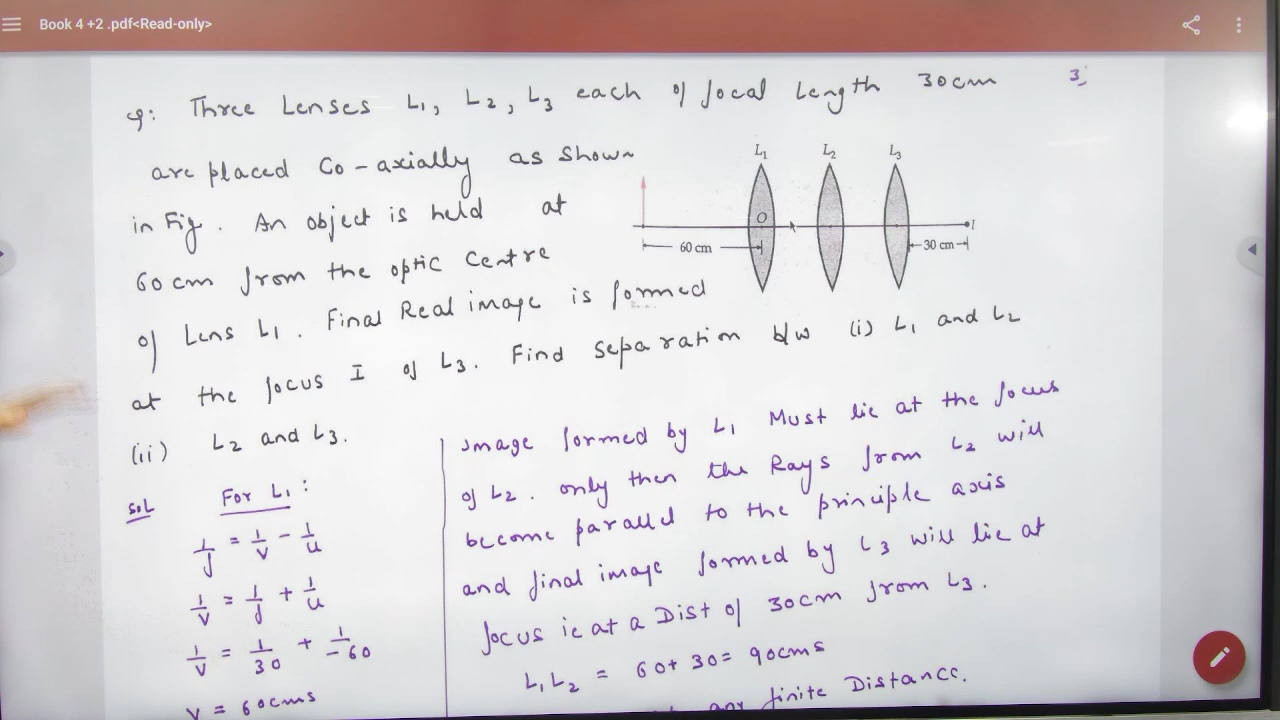 Book 4 +2 .pdf<Read-only>
3
Q: Three Lenses L₁, L₂, L₃ each of focal length 30cm
are placed Co-axially as shown
in Fig. An object is held at
60cm from the optic Centre
of Lens L₁. Final Real image is formed
at the focus I of L₃. Find separation b/w (i) L₁ and L₂
(ii) L₂ and L₃.
L₁ L₂ L₃
O
I
60 cm
30 cm
Sol For L₁:
1/f = 1/v - 1/u
1/v = 1/f + 1/u
1/v = 1/30 + 1/-60
V = 60cms
Image formed by L₁ Must lie at the focus
of L₂. only then the Rays from L₂ will
become parallel to the principle axis
and final image formed by L₃ will lie at
focus ie at a Dist of 30cm from L₃.
L₁L₂ = 60+30= 90cms
any finite Distance.